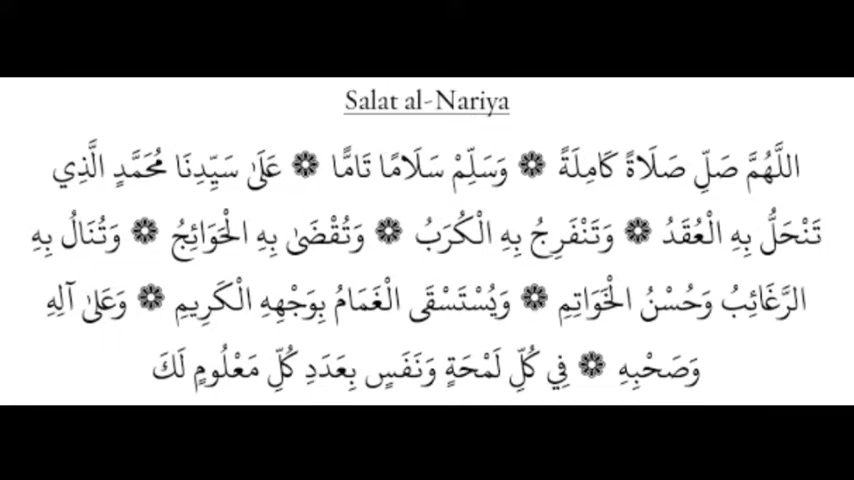 Salat al-Nariya
اللَّهُمَّ صَلِّ صَلَاةً كَامِلَةً ❁ وَسَلِّمْ سَلَامًا تَامًّا ❁ عَلَىٰ سَيِّدِنَا مُحَمَّدٍ الَّذِي
تَنْحَلُّ بِهِ الْعُقَدُ ❁ وَتَنْفَرِجُ بِهِ الْكُرَبُ ❁ وَتُقْضَىٰ بِهِ الْحَوَائِجُ ❁ وَتُنَالُ بِهِ
الرَّغَائِبُ وَحُسْنُ الْخَوَاتِمِ ❁ وَيُسْتَسْقَى الْغَمَامُ بِوَجْهِهِ الْكَرِيمِ ❁ وَعَلَىٰ آلِهِ
وَصَحْبِهِ ❁ فِي كُلِّ لَمْحَةٍ وَنَفَسٍ بِعَدَدِ كُلِّ مَعْلُومٍ لَكَ